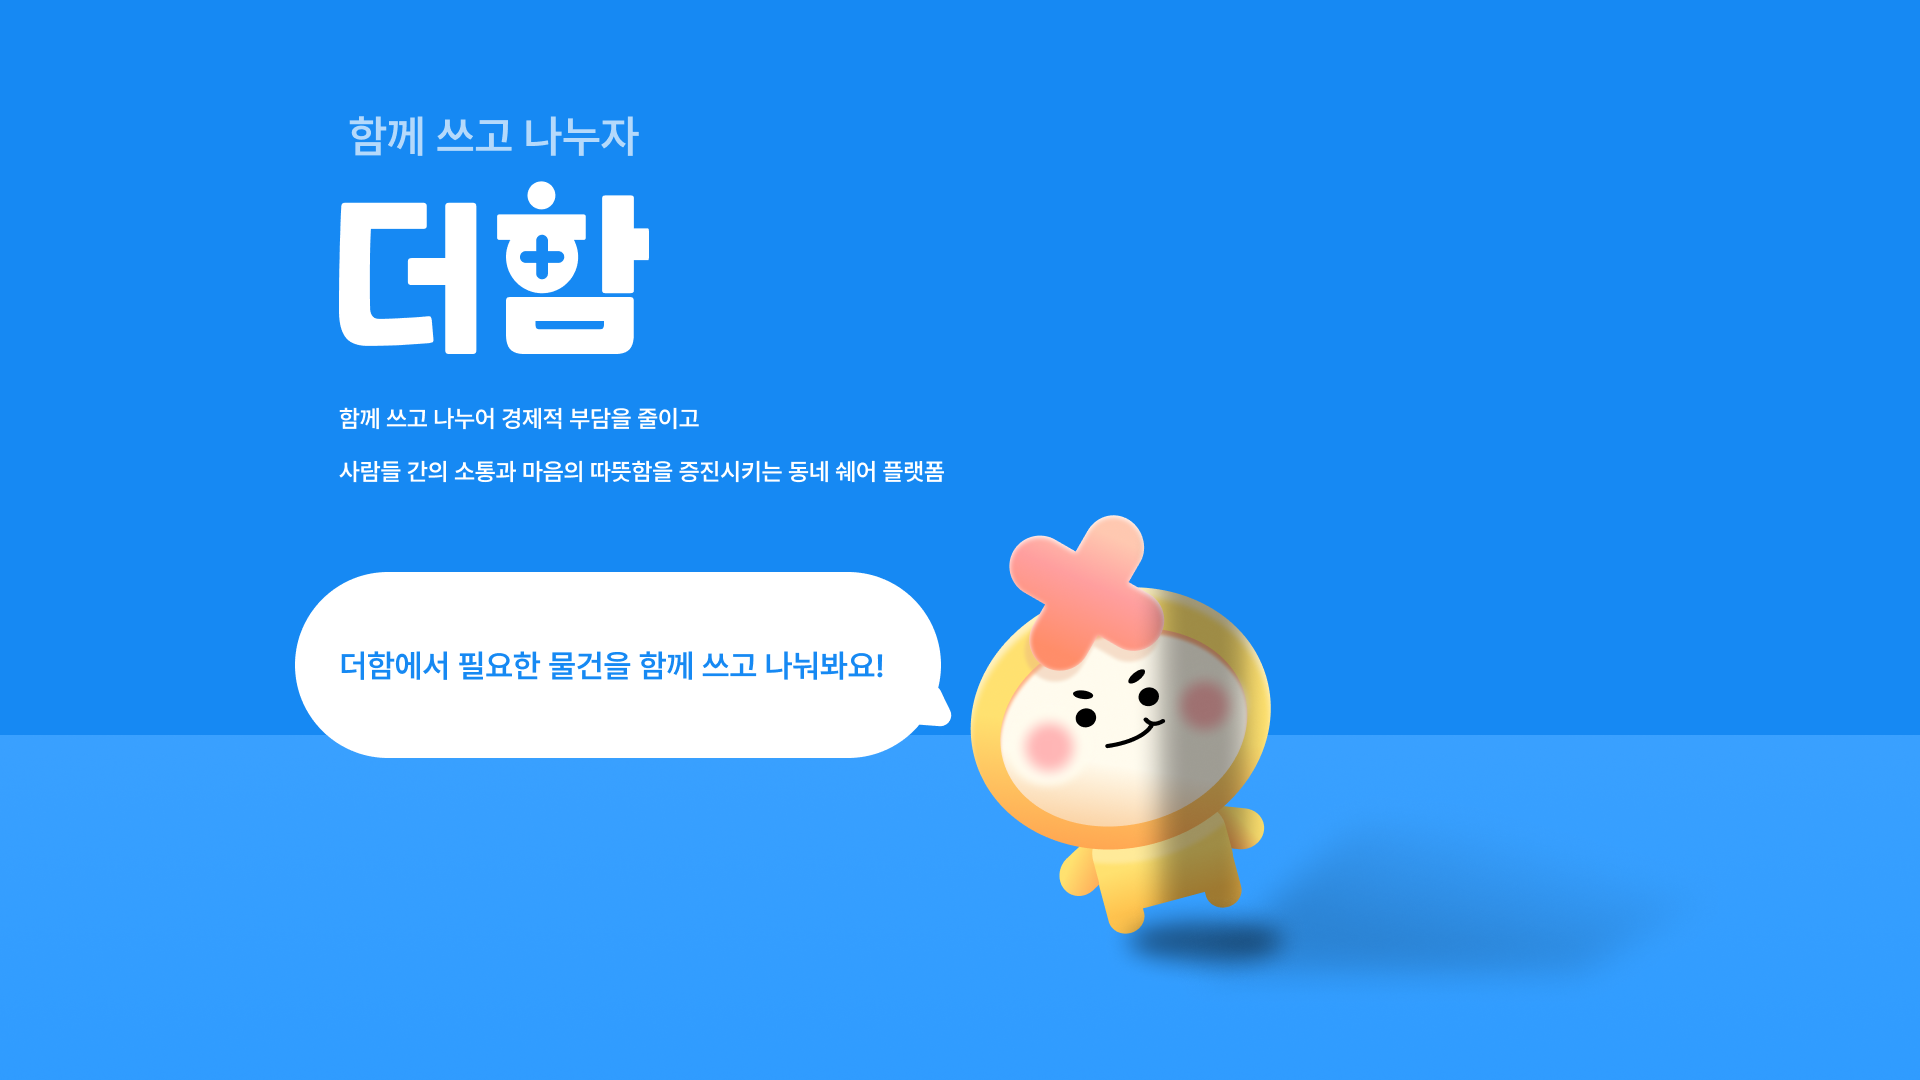 함께 쓰고 나누자
더함
함께 쓰고 나누어 경제적 부담을 줄이고
사람들 간의 소통과 마음의 따뜻함을 증진시키는 동네 쉐어 플랫폼
더함에서 필요한 물건을 함께 쓰고 나눠봐요!